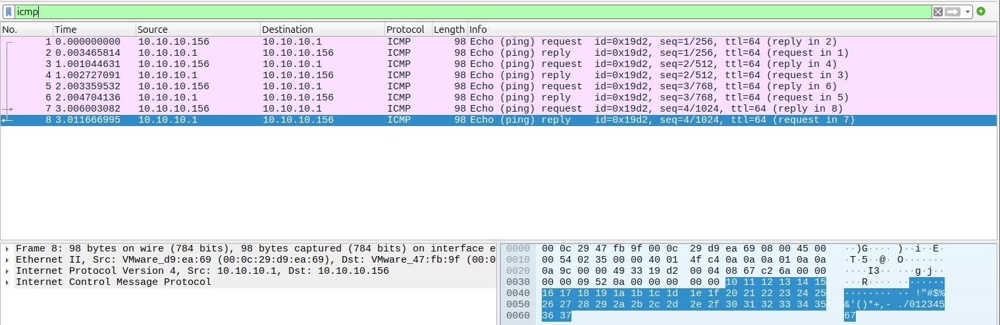 icmp
No. Time Source Destination Protocol Length Info
1 0.000000000 10.10.10.156 10.10.10.1 ICMP 98 Echo (ping) request id=0x19d2, seq=1/256, ttl=64 (reply in 2)
2 0.003465814 10.10.10.1 10.10.10.156 ICMP 98 Echo (ping) reply id=0x19d2, seq=1/256, ttl=64 (request in 1)
3 1.001044631 10.10.10.156 10.10.10.1 ICMP 98 Echo (ping) request id=0x19d2, seq=2/512, ttl=64 (reply in 4)
4 1.002727091 10.10.10.1 10.10.10.156 ICMP 98 Echo (ping) reply id=0x19d2, seq=2/512, ttl=64 (request in 3)
5 2.003359532 10.10.10.156 10.10.10.1 ICMP 98 Echo (ping) request id=0x19d2, seq=3/768, ttl=64 (reply in 6)
6 2.004704136 10.10.10.1 10.10.10.156 ICMP 98 Echo (ping) reply id=0x19d2, seq=3/768, ttl=64 (request in 5)
7 3.006003082 10.10.10.156 10.10.10.1 ICMP 98 Echo (ping) request id=0x19d2, seq=4/1024, ttl=64 (reply in 8)
8 3.011666995 10.10.10.1 10.10.10.156 ICMP 98 Echo (ping) reply id=0x19d2, seq=4/1024, ttl=64 (request in 7)
Frame 8: 98 bytes on wire (784 bits), 98 bytes captured (784 bits) on interface e
Ethernet II, Src: VMware_d9:ea:69 (00:0c:29:d9:ea:69), Dst: VMware_47:fb:9f (00:0
Internet Protocol Version 4, Src: 10.10.10.1, Dst: 10.10.10.156
Internet Control Message Protocol
0000 00 0c 29 47 fb 9f 00 0c 29 d9 ea 69 08 00 45 00 ··)G···· )··i··E·
0010 00 54 02 35 00 00 40 01 4f c4 0a 0a 0a 01 0a 0a ·T·5··@· O·······
0020 0a 9c 00 00 49 33 19 d2 00 04 08 67 c2 6a 00 00 ····I3·· ···g·j··
0030 00 00 09 52 0a 00 00 00 00 00 10 11 12 13 14 15 ···R···· ········
0040 16 17 18 19 1a 1b 1c 1d 1e 1f 20 21 22 23 24 25 ········ ·· !"#$%
0050 26 27 28 29 2a 2b 2c 2d 2e 2f 30 31 32 33 34 35 &'()*+,- ./012345
0060 36 37 67